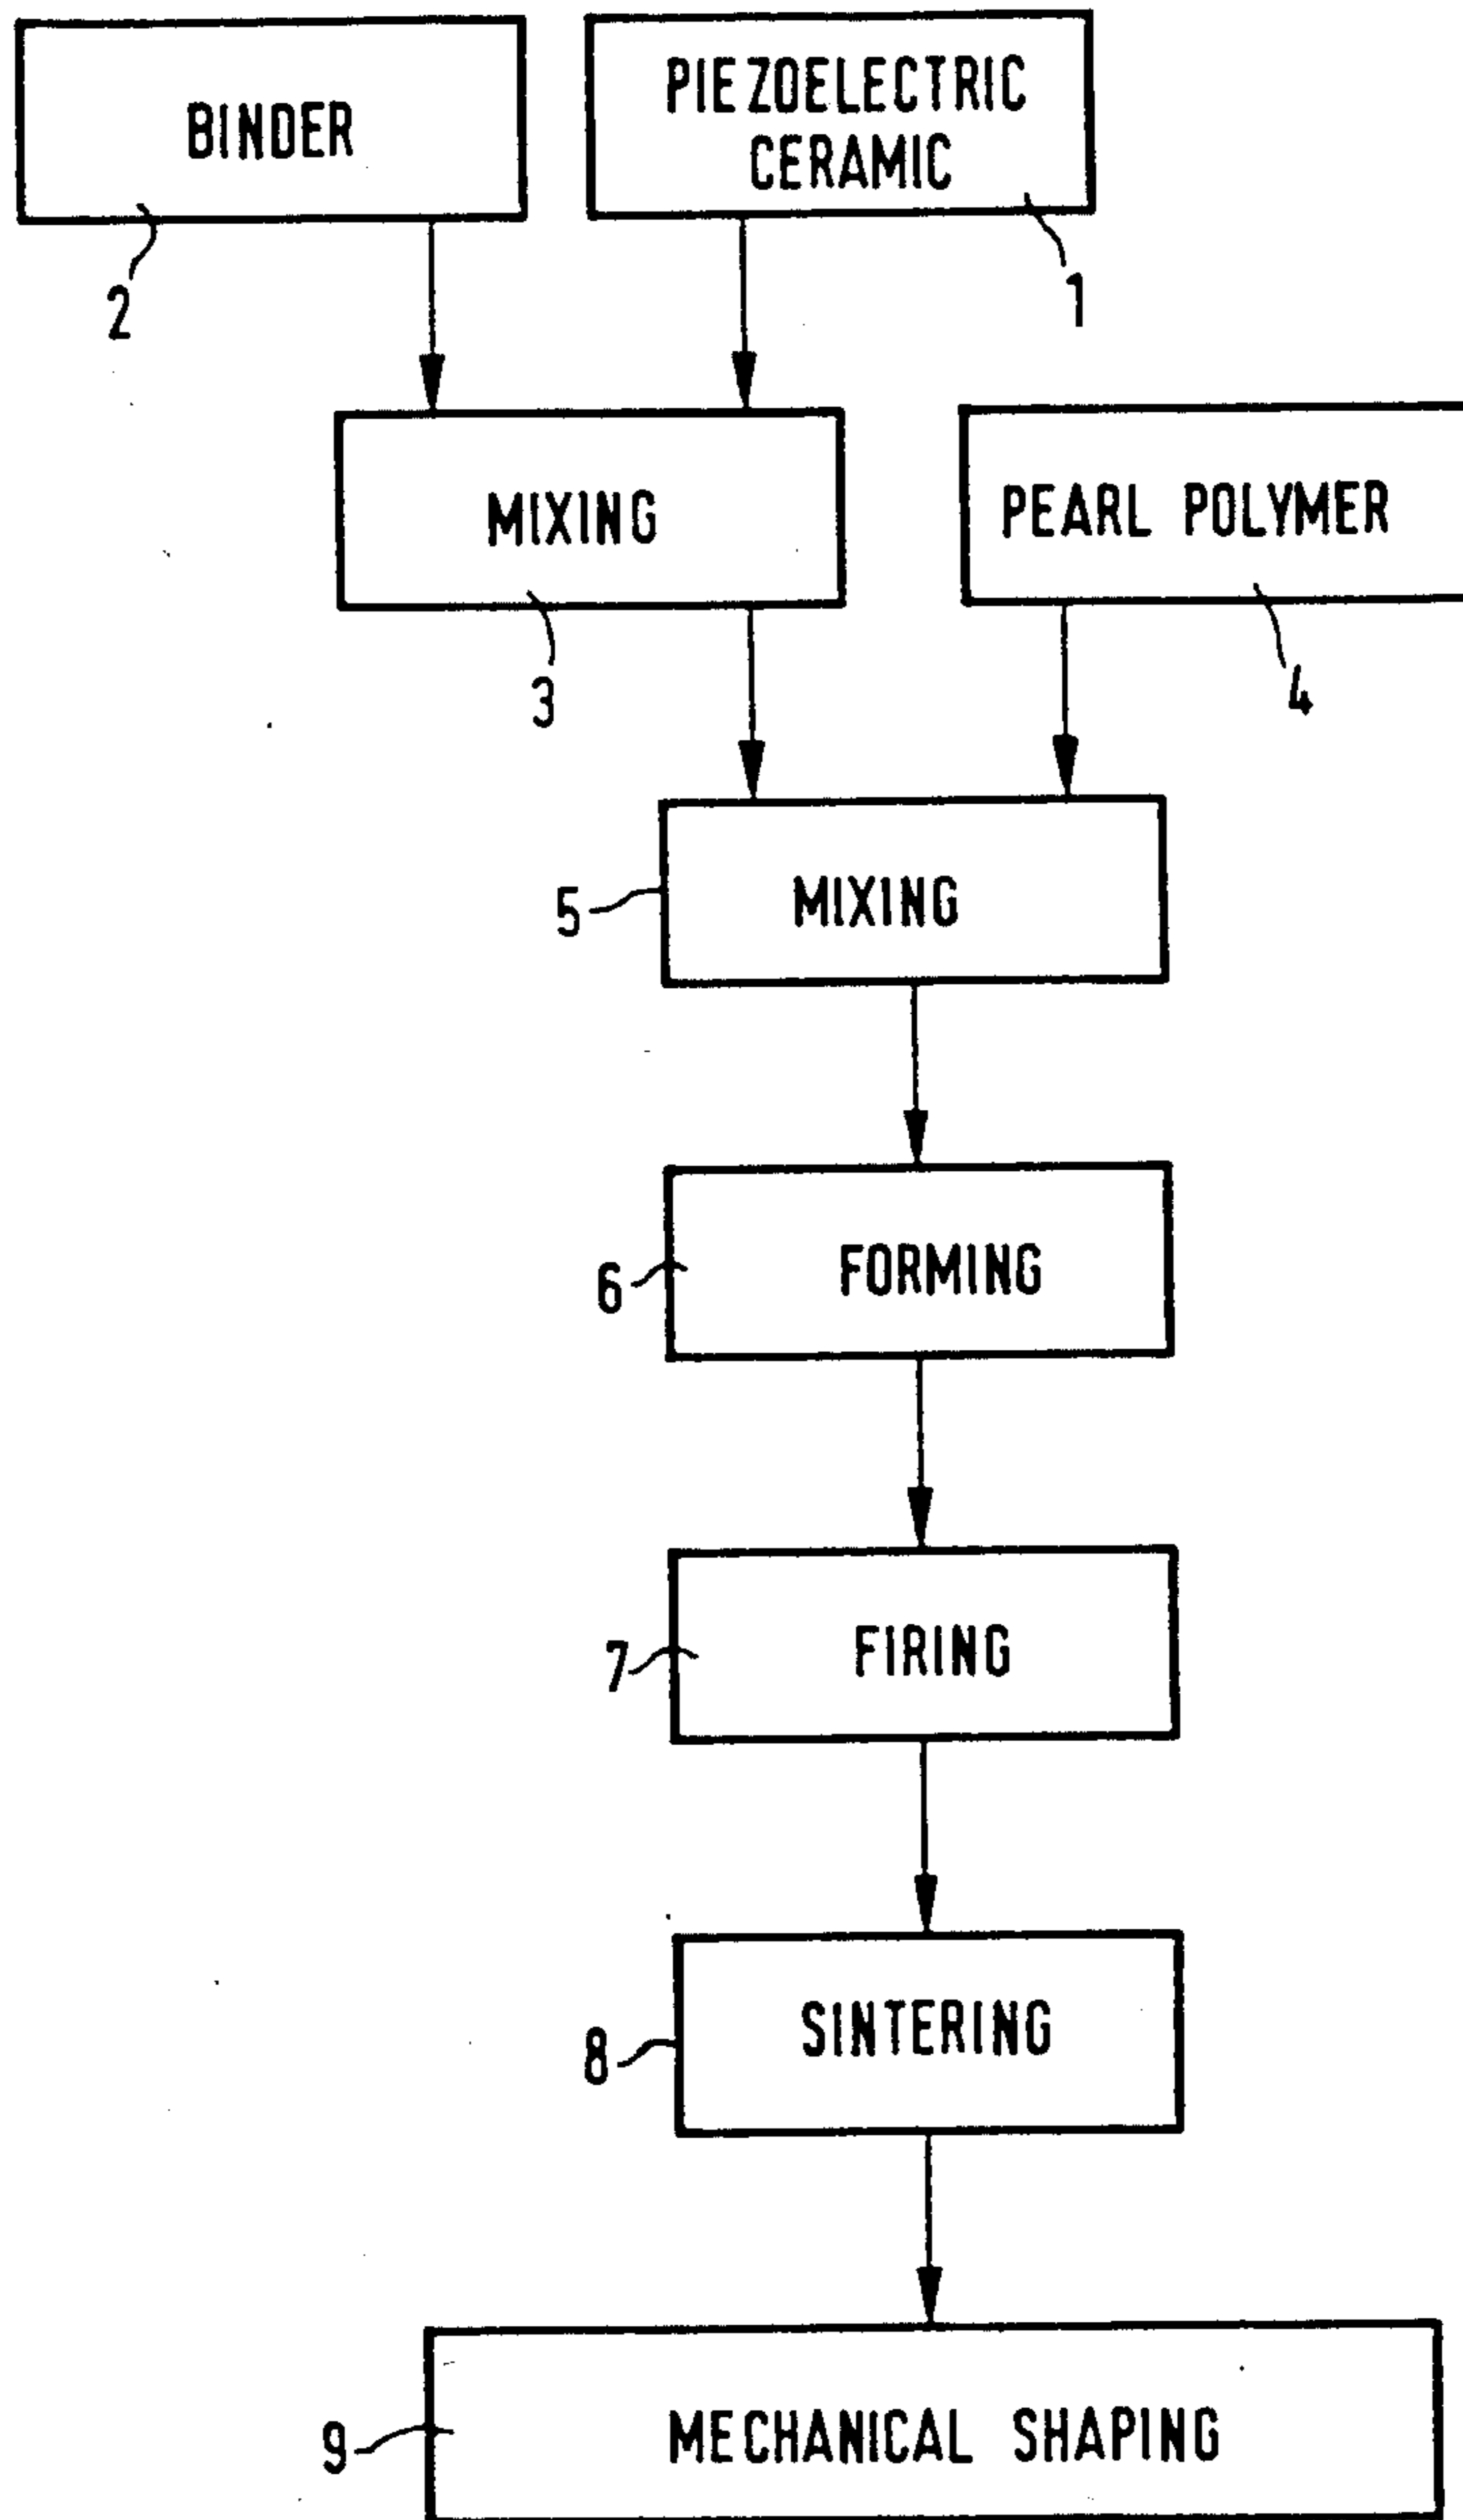 BINDER
PIEZOELECTRIC
CERAMIC
2
1
MIXING
PEARL POLYMER
3
4
5
MIXING
6
FORMING
7
FIRING
8
SINTERING
9
MECHANICAL SHAPING